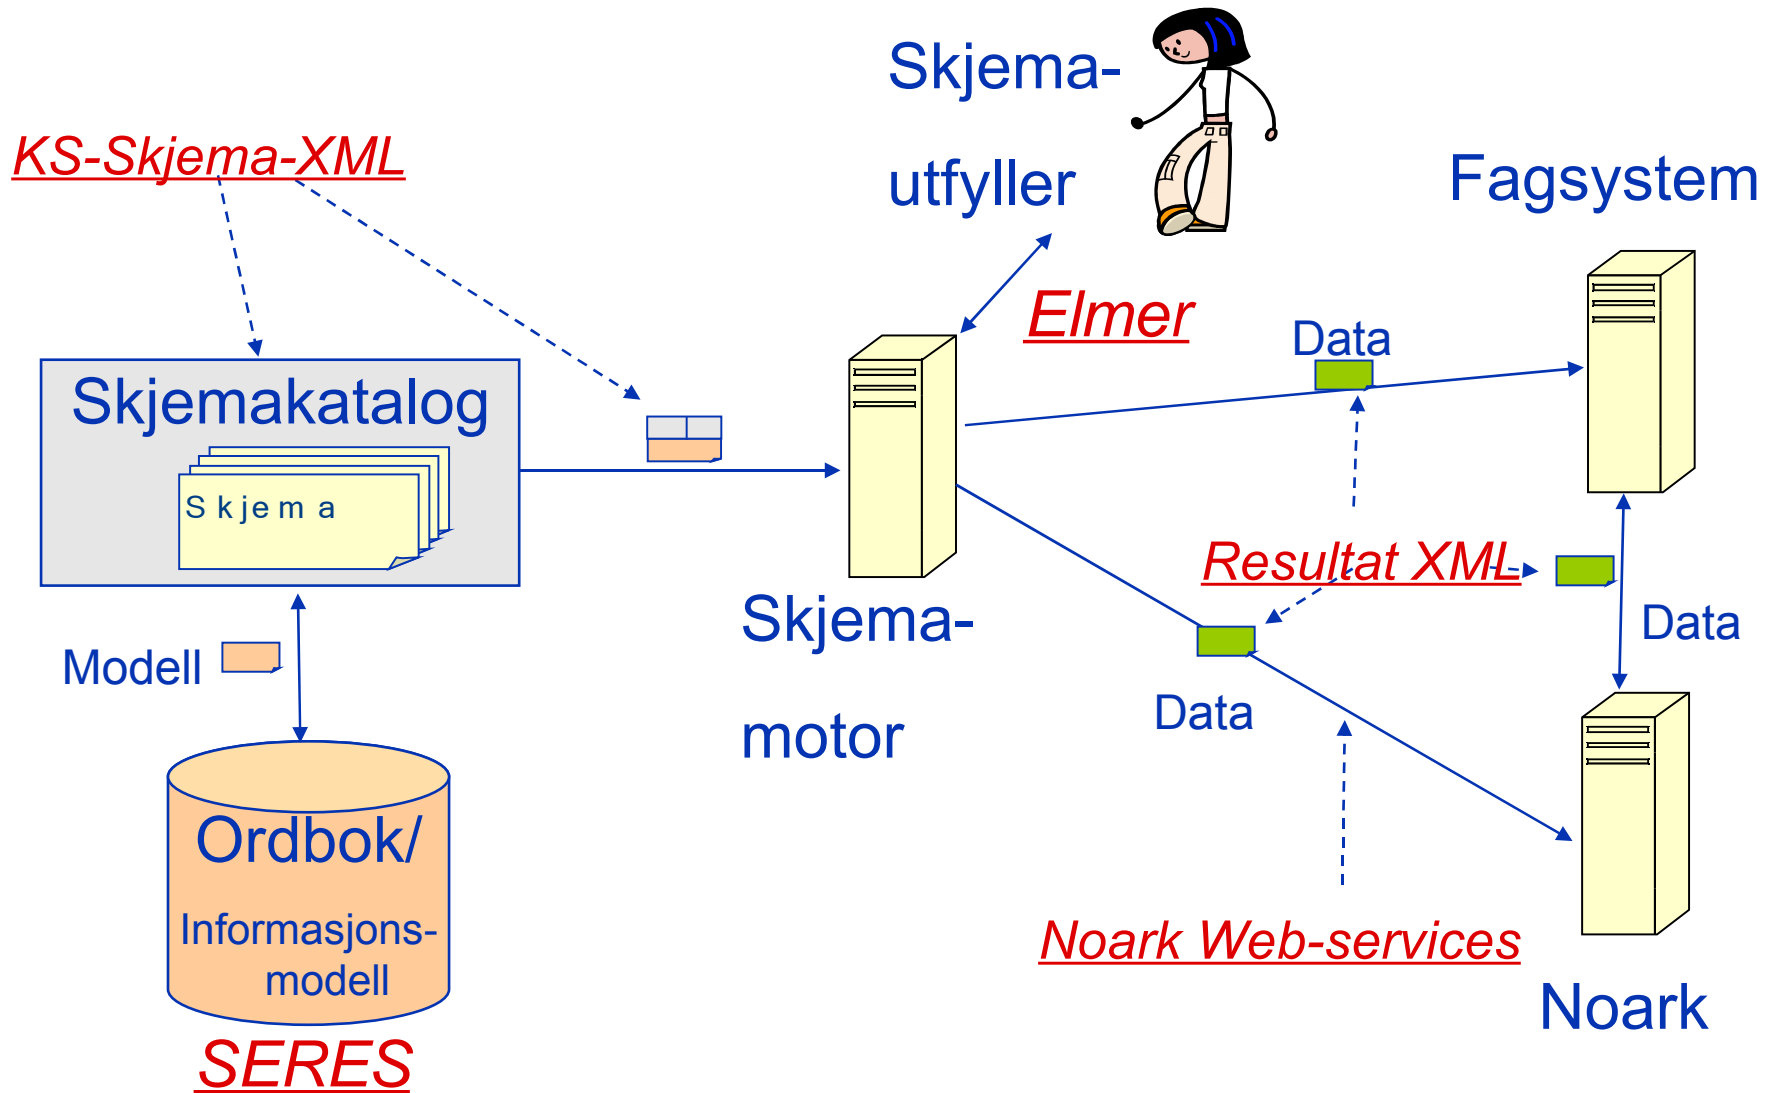 Skjema-
utfyller
KS-Skjema-XML
Fagsystem
Elmer
Data
Skjemakatalog
Skjema
Resultat XML
Skjema-
motor
Data
Modell
Data
Ordbok/
Informasjons-
modell
Noark Web-services
Noark
SERES